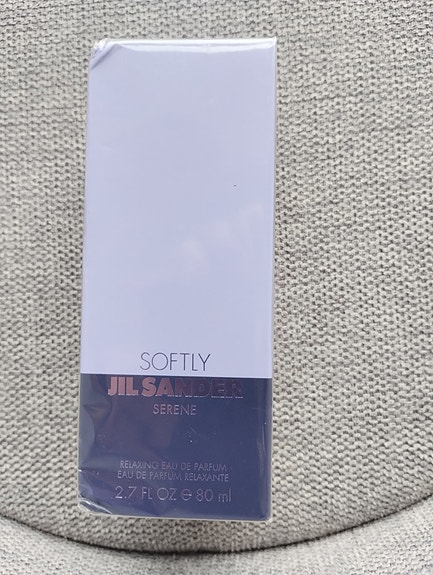 SOFTLY
JIL SANDER
SERENE
RELAXING EAU DE PARFUM -
EAU DE PARFUM RELAXANTE
2.7 FL OZ ℮ 80 ml